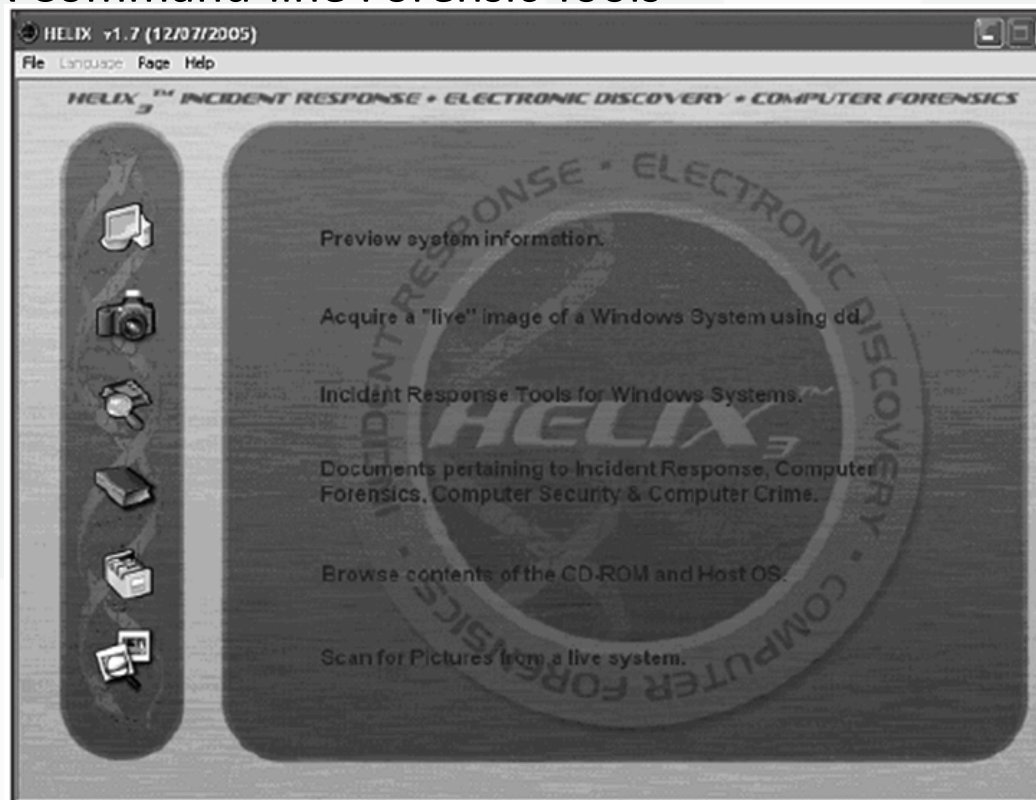 Command-line Forensic Tools
HELIX v1.7 (12/07/2005)
File Language Page Help
HELIX3™ INCIDENT RESPONSE • ELECTRONIC DISCOVERY • COMPUTER FORENSICS
INCIDENT RESPONSE • ELECTRONIC DISCOVERY • COMPUTER FORENSICS •
Preview system information.
Acquire a "live" image of a Windows System using dd.
Incident Response Tools for Windows Systems.
HELIX3™
Documents pertaining to Incident Response, Computer
Forensics, Computer Security & Computer Crime.
Browse contents of the CD-ROM and Host OS.
Scan for Pictures from a live system.